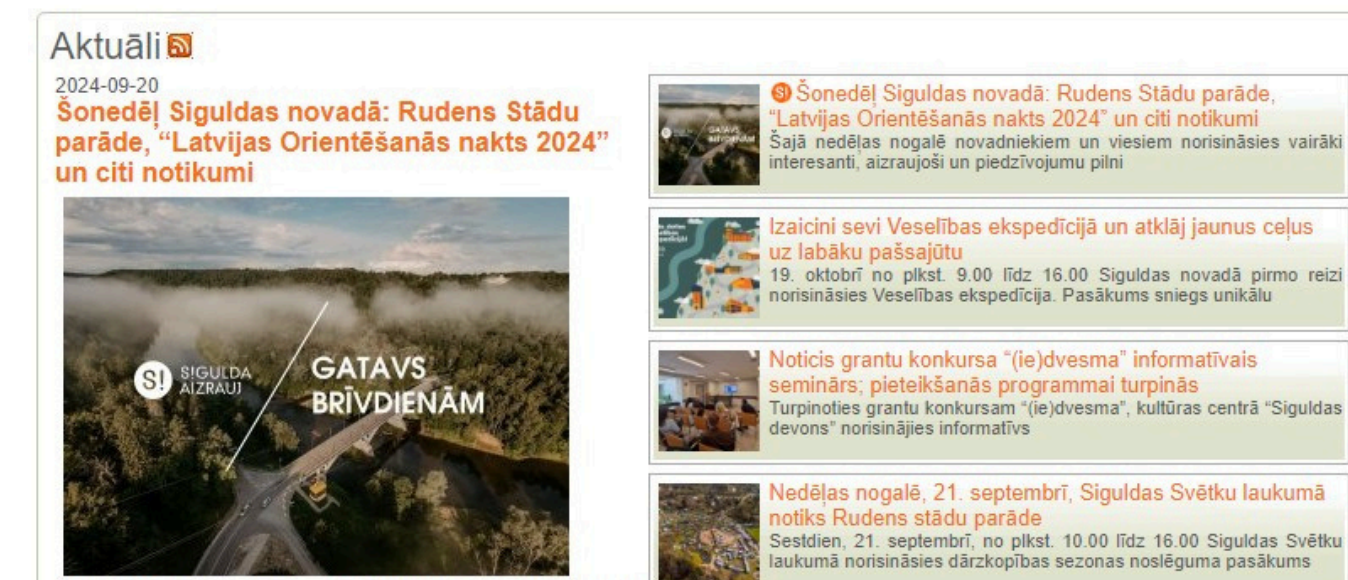 Aktuāli
2024-09-20
Šonedēļ Siguldas novadā: Rudens Stādu
parāde, “Latvijas Orientēšanās nakts 2024”
un citi notikumi
S! S!GULDA
AIZRAUJ
GATAVS
BRĪVDIENĀM
S! Šonedēļ Siguldas novadā: Rudens Stādu parāde,
“Latvijas Orientēšanās nakts 2024” un citi notikumi
Šajā nedēļas nogalē novadniekiem un viesiem norisināsies vairāki
interesanti, aizraujoši un piedzīvojumu pilni
Izaicini sevi Veselības ekspedīcijā un atklāj jaunus ceļus
uz labāku pašsajūtu
19. oktobrī no plkst. 9.00 līdz 16.00 Siguldas novadā pirmo reizi
norisināsies Veselības ekspedīcija. Pasākums sniegs unikālu
Noticis grantu konkursa “(ie)dvesma” informatīvais
seminārs; pieteikšanās programmai turpinās
Turpinoties grantu konkursam “(ie)dvesma”, kultūras centrā “Siguldas
devons” norisinājies informatīvs
Nedēļas nogalē, 21. septembrī, Siguldas Svētku laukumā
notiks Rudens stādu parāde
Sestdien, 21. septembrī, no plkst. 10.00 līdz 16.00 Siguldas Svētku
laukumā norisināsies dārzkopības sezonas noslēguma pasākums